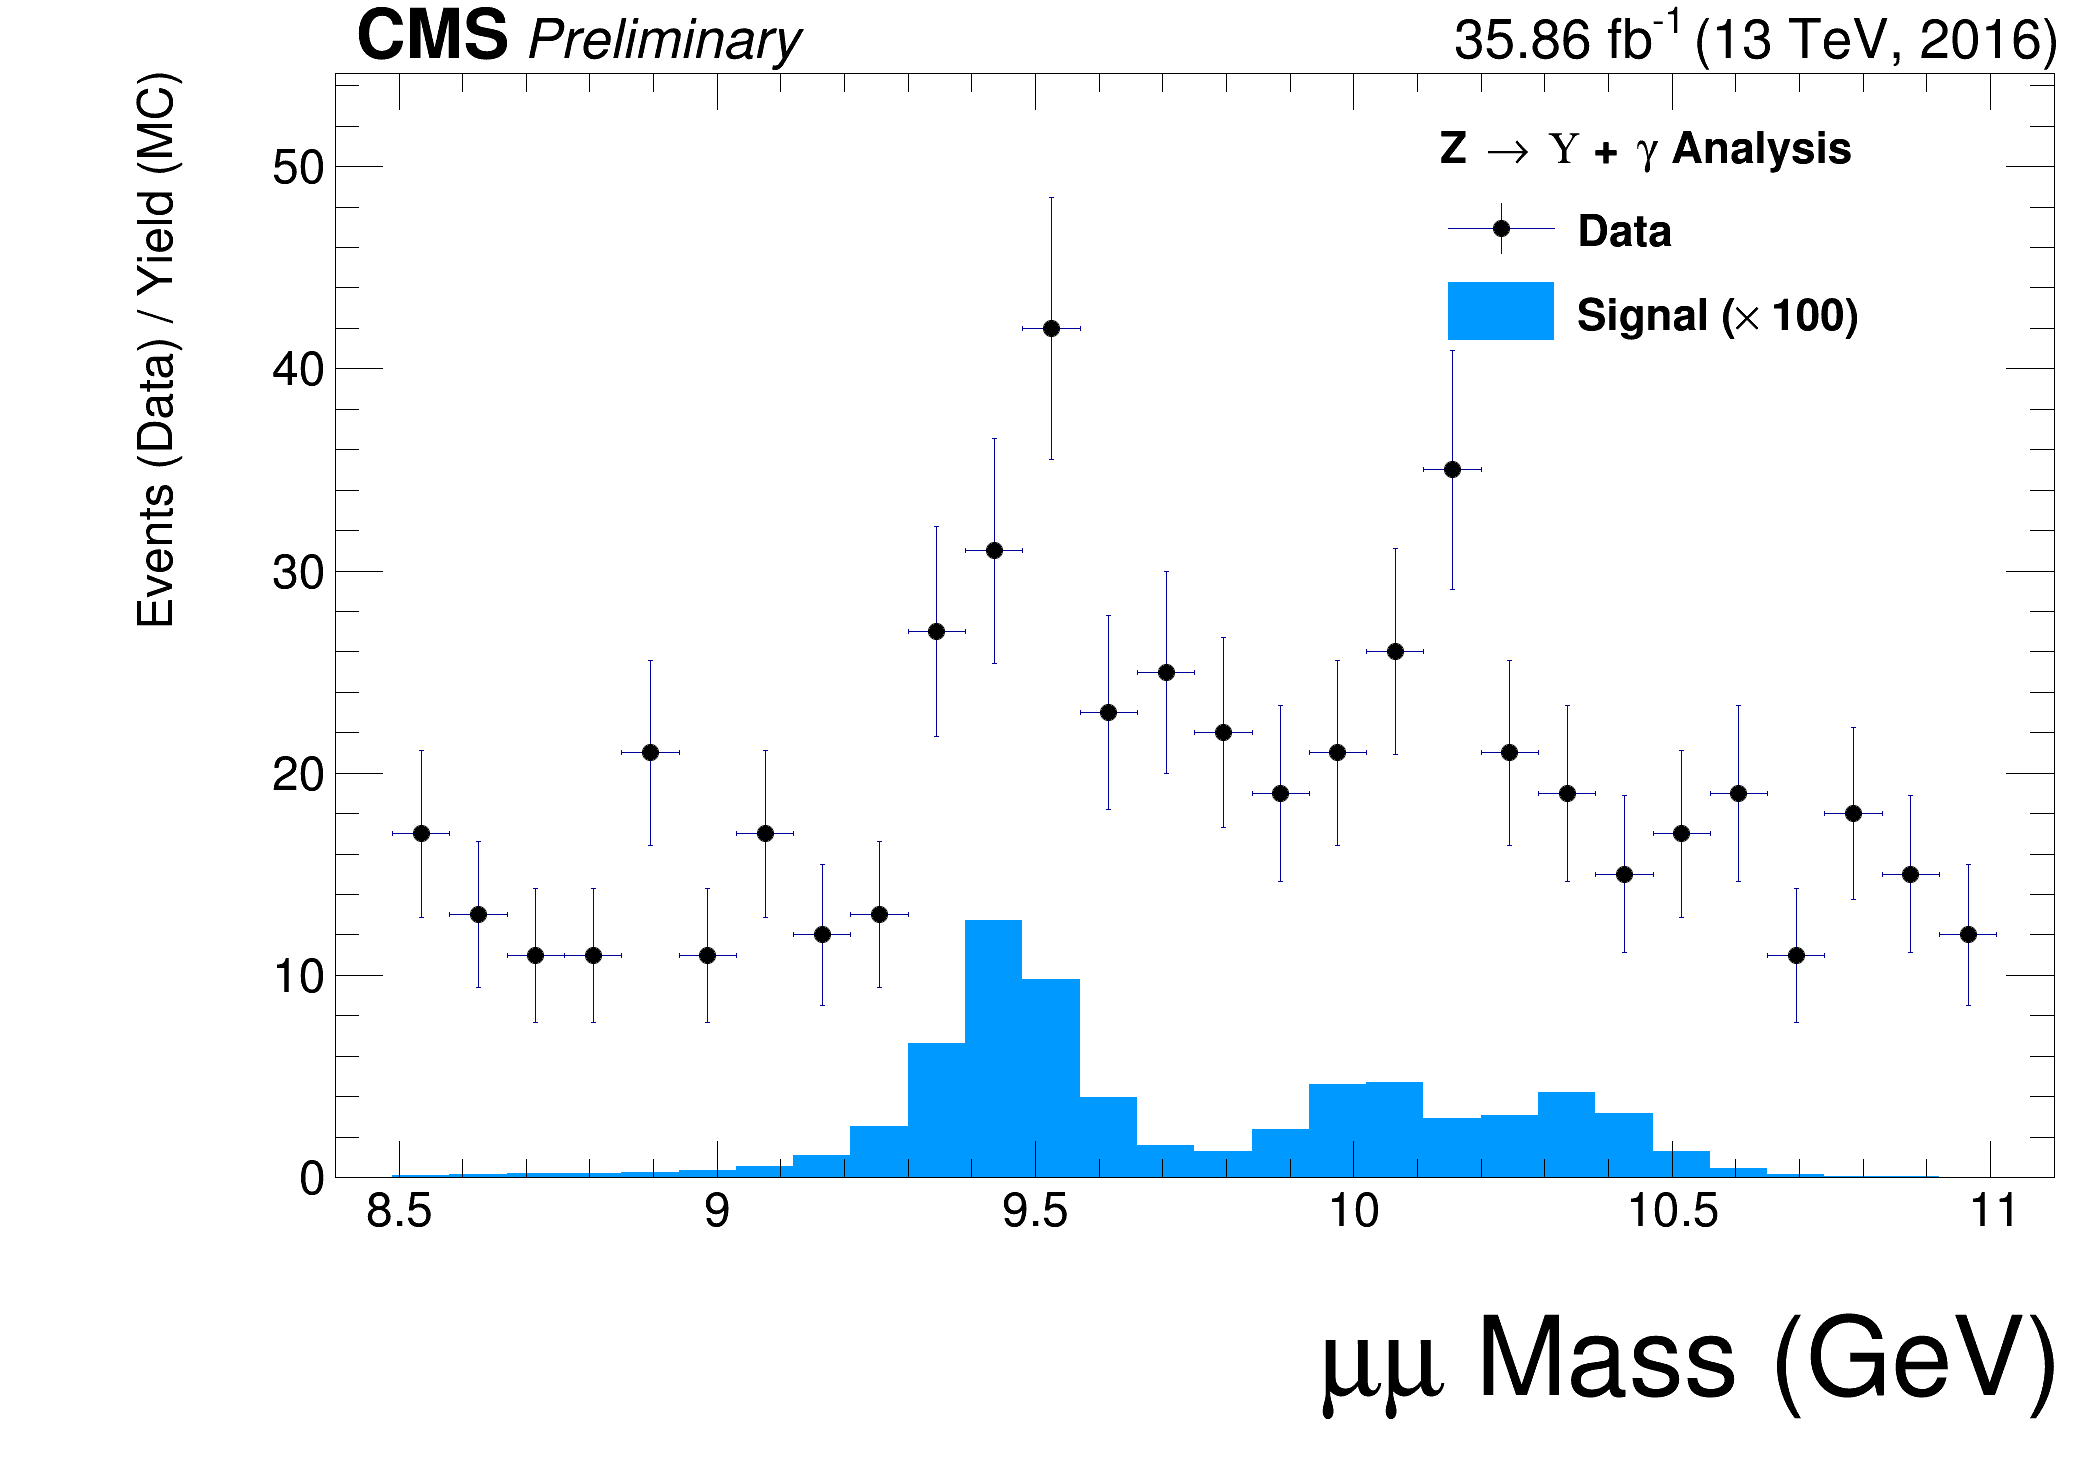 CMS Preliminary
35.86 fb⁻¹ (13 TeV, 2016)
Events (Data) / Yield (MC)
Z → Υ + γ Analysis
Data
Signal (× 100)
50
40
30
20
10
0
8.5 9 9.5 10 10.5 11
μμ Mass (GeV)